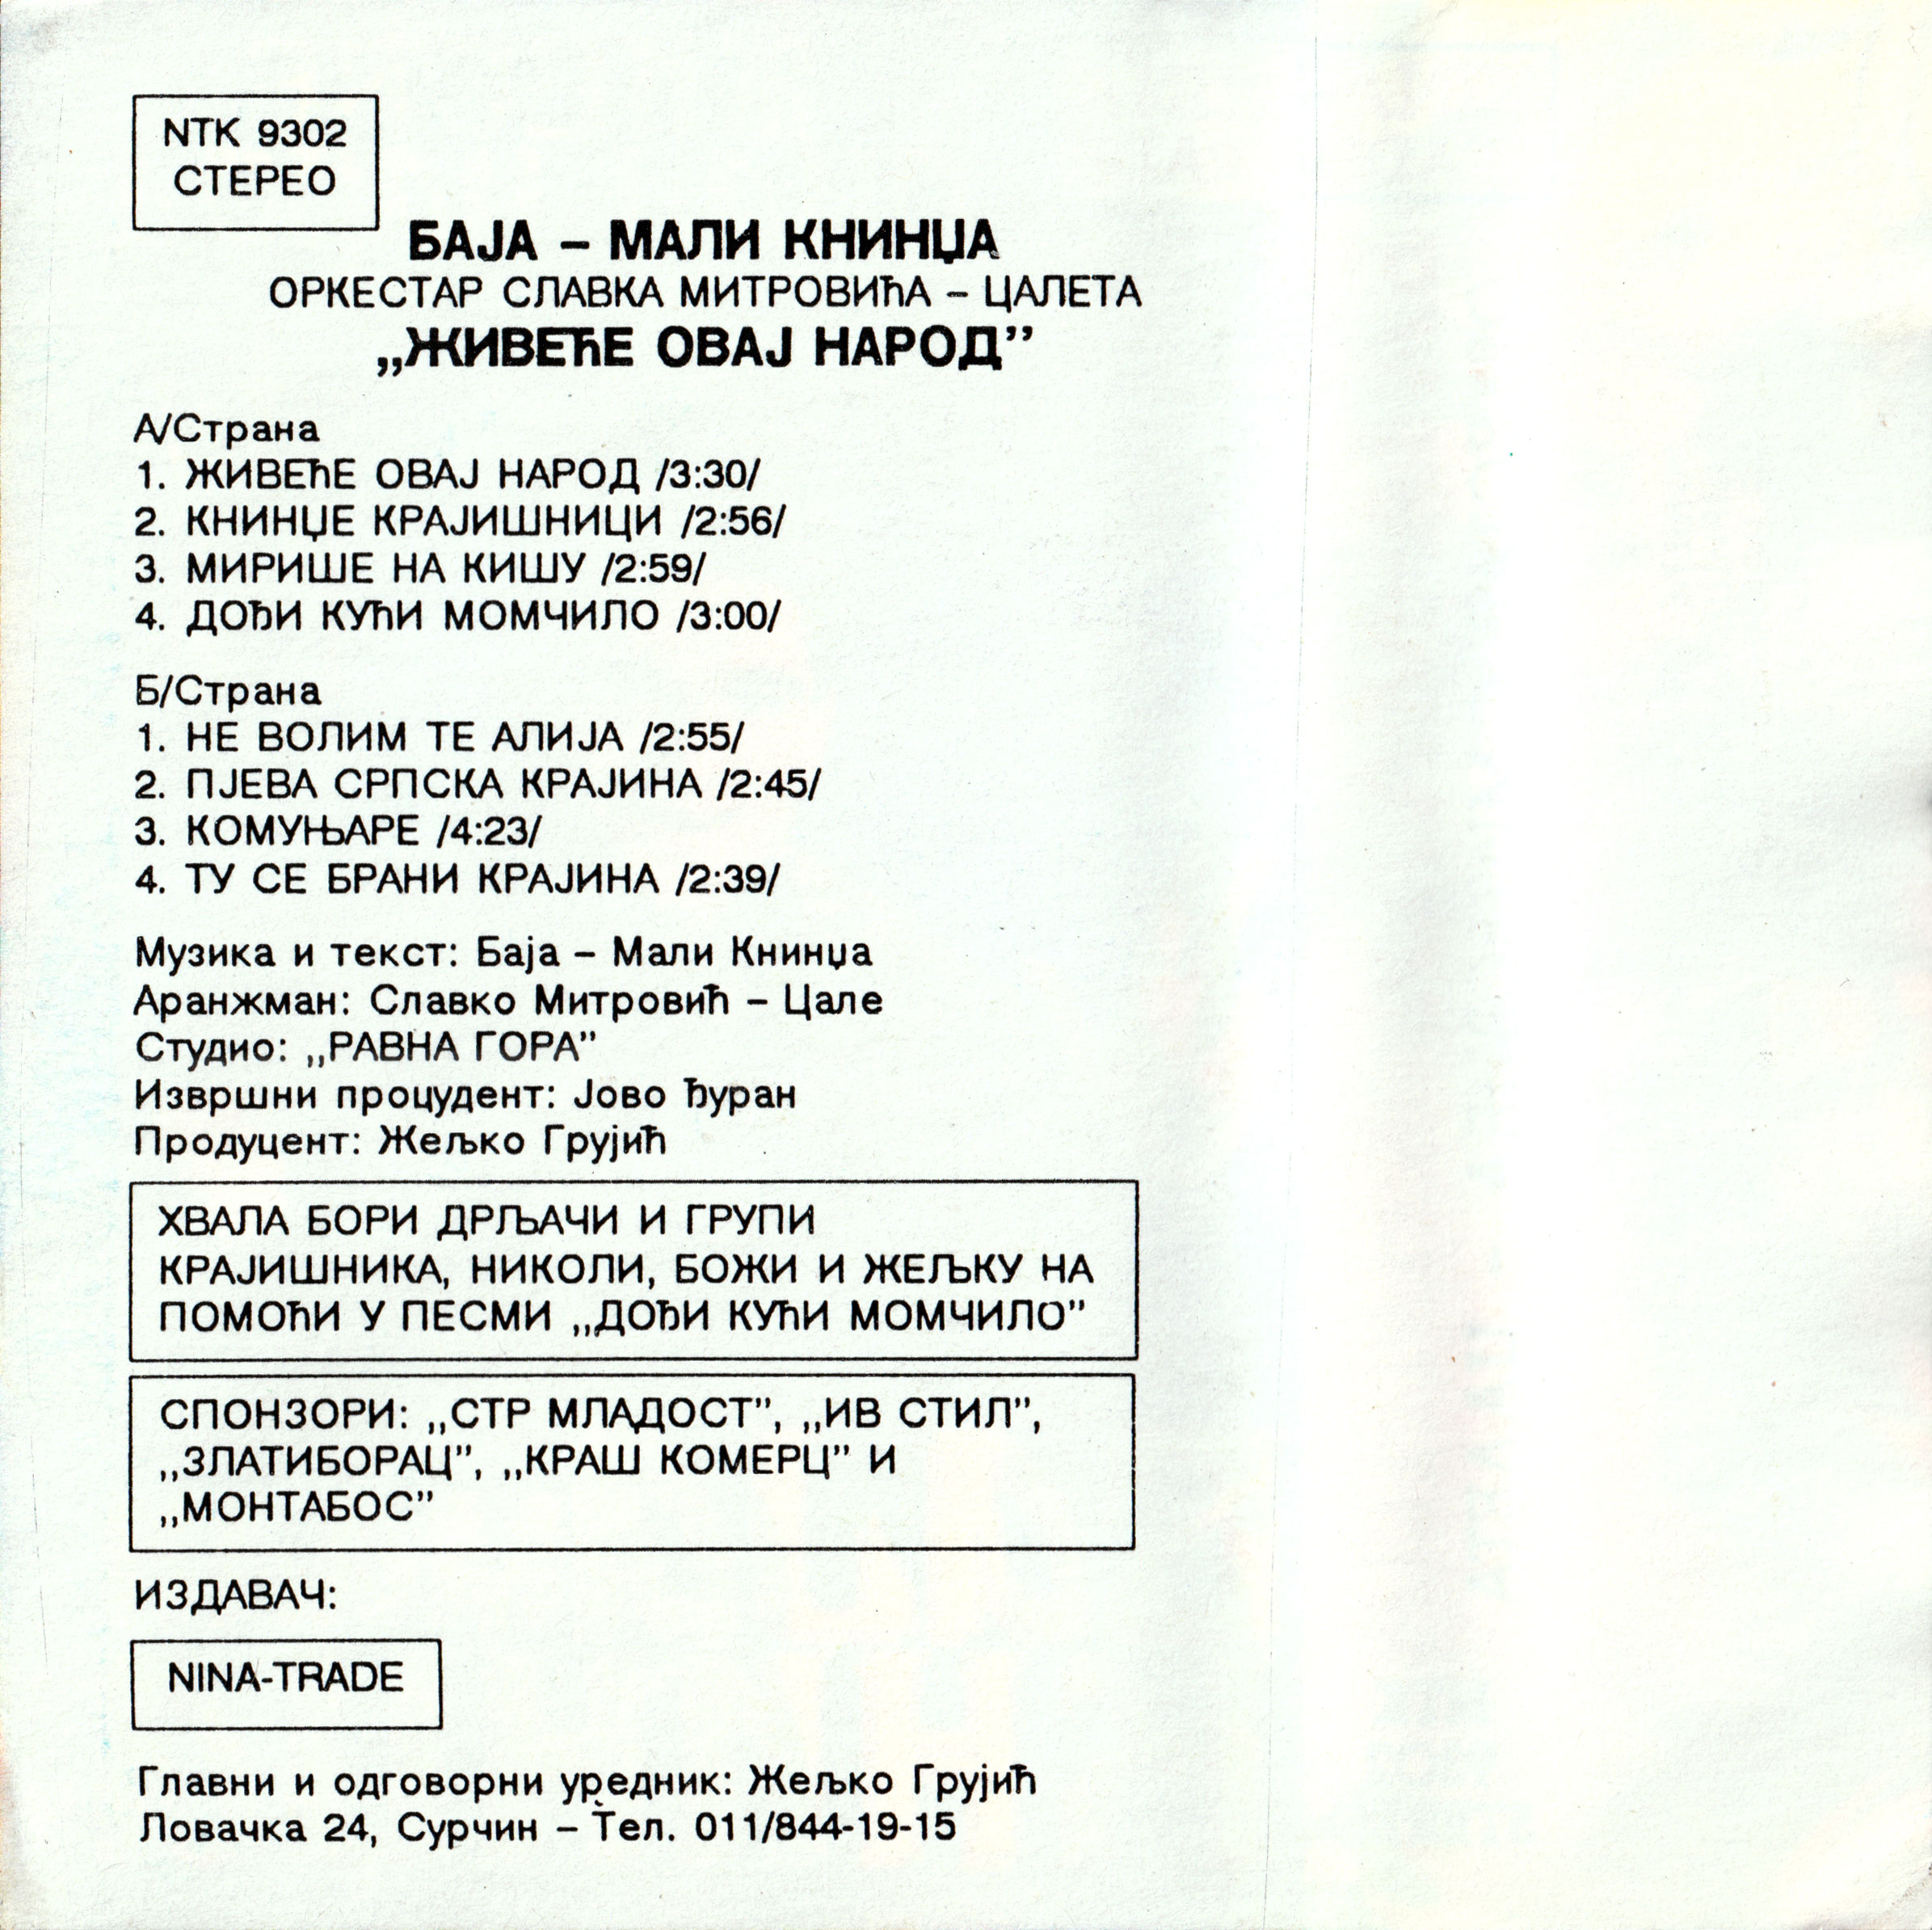 NTK 9302
СТЕРЕО
БАЈА – МАЛИ КНИНЏА
ОРКЕСТАР СЛАВКА МИТРОВИЋА – ЦАЛЕТА
„ЖИВЕЋЕ ОВАЈ НАРОД”
А/Страна
1. ЖИВЕЋЕ ОВАЈ НАРОД /3:30/
2. КНИНЏЕ КРАЈИШНИЦИ /2:56/
3. МИРИШЕ НА КИШУ /2:59/
4. ДОЂИ КУЋИ МОМЧИЛО /3:00/
Б/Страна
1. НЕ ВОЛИМ ТЕ АЛИЈА /2:55/
2. ПЈЕВА СРПСКА КРАЈИНА /2:45/
3. КОМУЊАРЕ /4:23/
4. ТУ СЕ БРАНИ КРАЈИНА /2:39/
Музика и текст: Баја – Мали Книнџа
Аранжман: Славко Митровић – Цале
Студио: „РАВНА ГОРА”
Извршни процудент: Јово Ђуран
Продуцент: Жељко Грујић
ХВАЛА БОРИ ДРЉАЧИ И ГРУПИ
КРАЈИШНИКА, НИКОЛИ, БОЖИ И ЖЕЉКУ НА
ПОМОЋИ У ПЕСМИ „ДОЂИ КУЋИ МОМЧИЛО”
СПОНЗОРИ: „СТР МЛАДОСТ”, „ИВ СТИЛ”,
„ЗЛАТИБОРАЦ”, „КРАШ КОМЕРЦ” И
„МОНТАБОС”
ИЗДАВАЧ:
NINA-TRADE
Главни и одговорни уредник: Жељко Грујић
Ловачка 24, Сурчин – Тел. 011/844-19-15